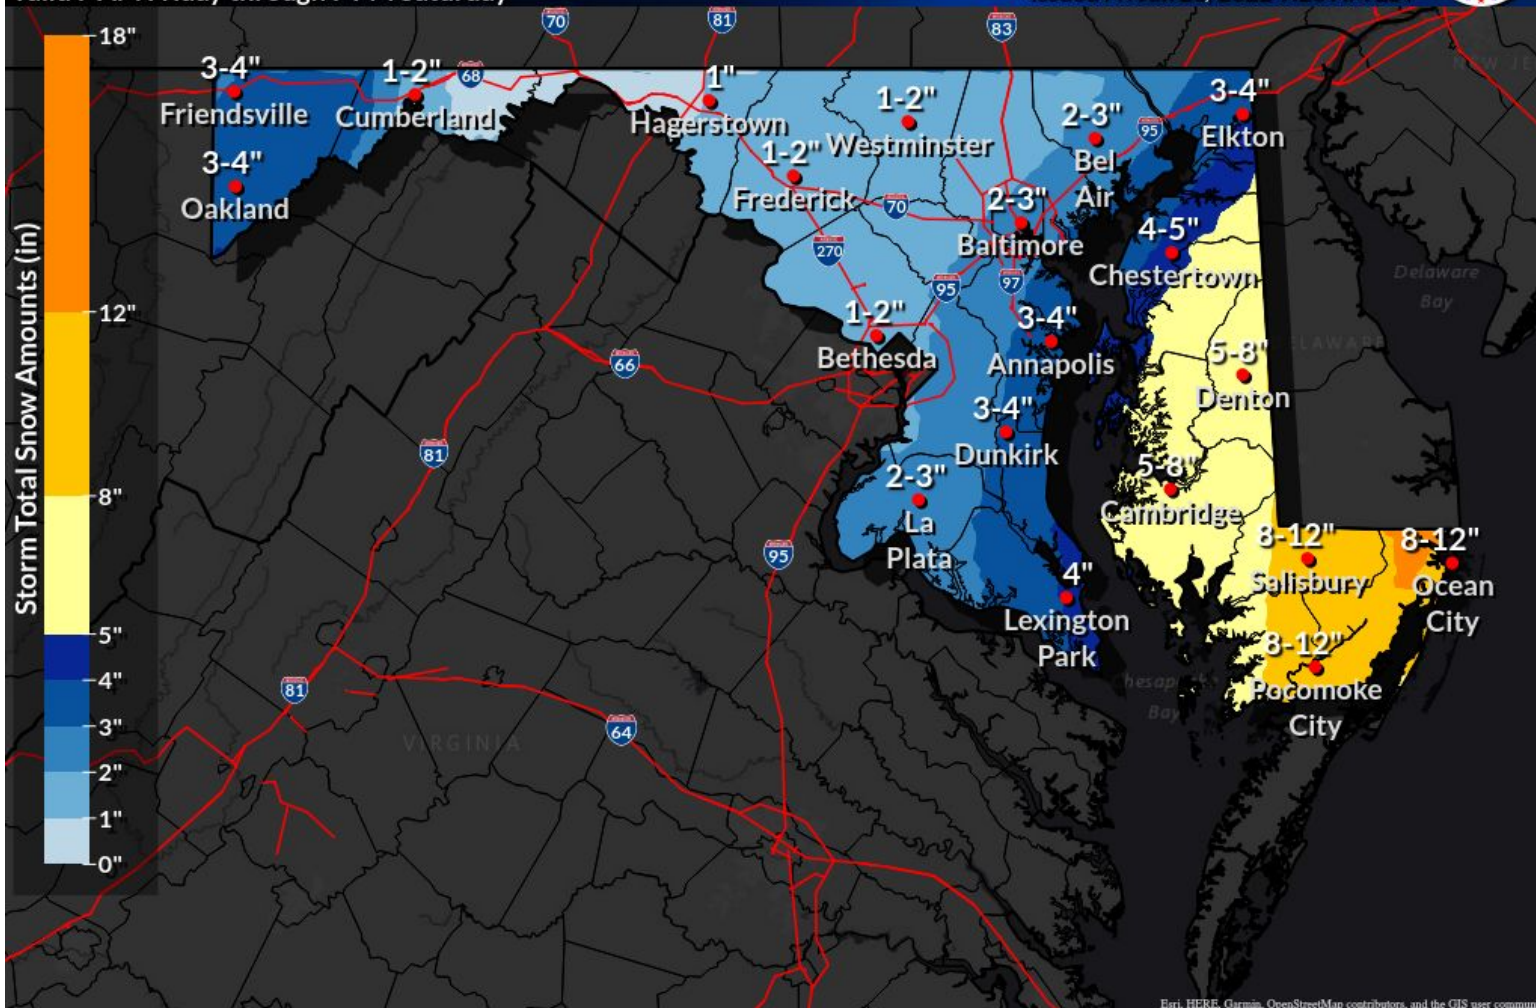 70
81
83
18"
12"
8"
5"
4"
3"
2"
1"
0"
Storm Total Snow Amounts (in)
3-4"
Friendsville
3-4"
Oakland
1-2"
Cumberland
68
1"
Hagerstown
1-2"
Westminster
1-2"
Frederick
70
270
2-3"
Bel
Air
95
3-4"
Elkton
2-3"
Baltimore
4-5"
Chestertown
95
97
1-2"
Bethesda
3-4"
Annapolis
66
5-8"
Denton
3-4"
Dunkirk
81
2-3"
La
Plata
5-8"
Cambridge
95
4"
Lexington
Park
8-12"
Salisbury
8-12"
Ocean
City
8-12"
Pocomoke
City
81
64
VIRGINIA
Delaware
Bay
Bay
Esri, HERE, Garmin, OpenStreetMap contributors, and the GIS user